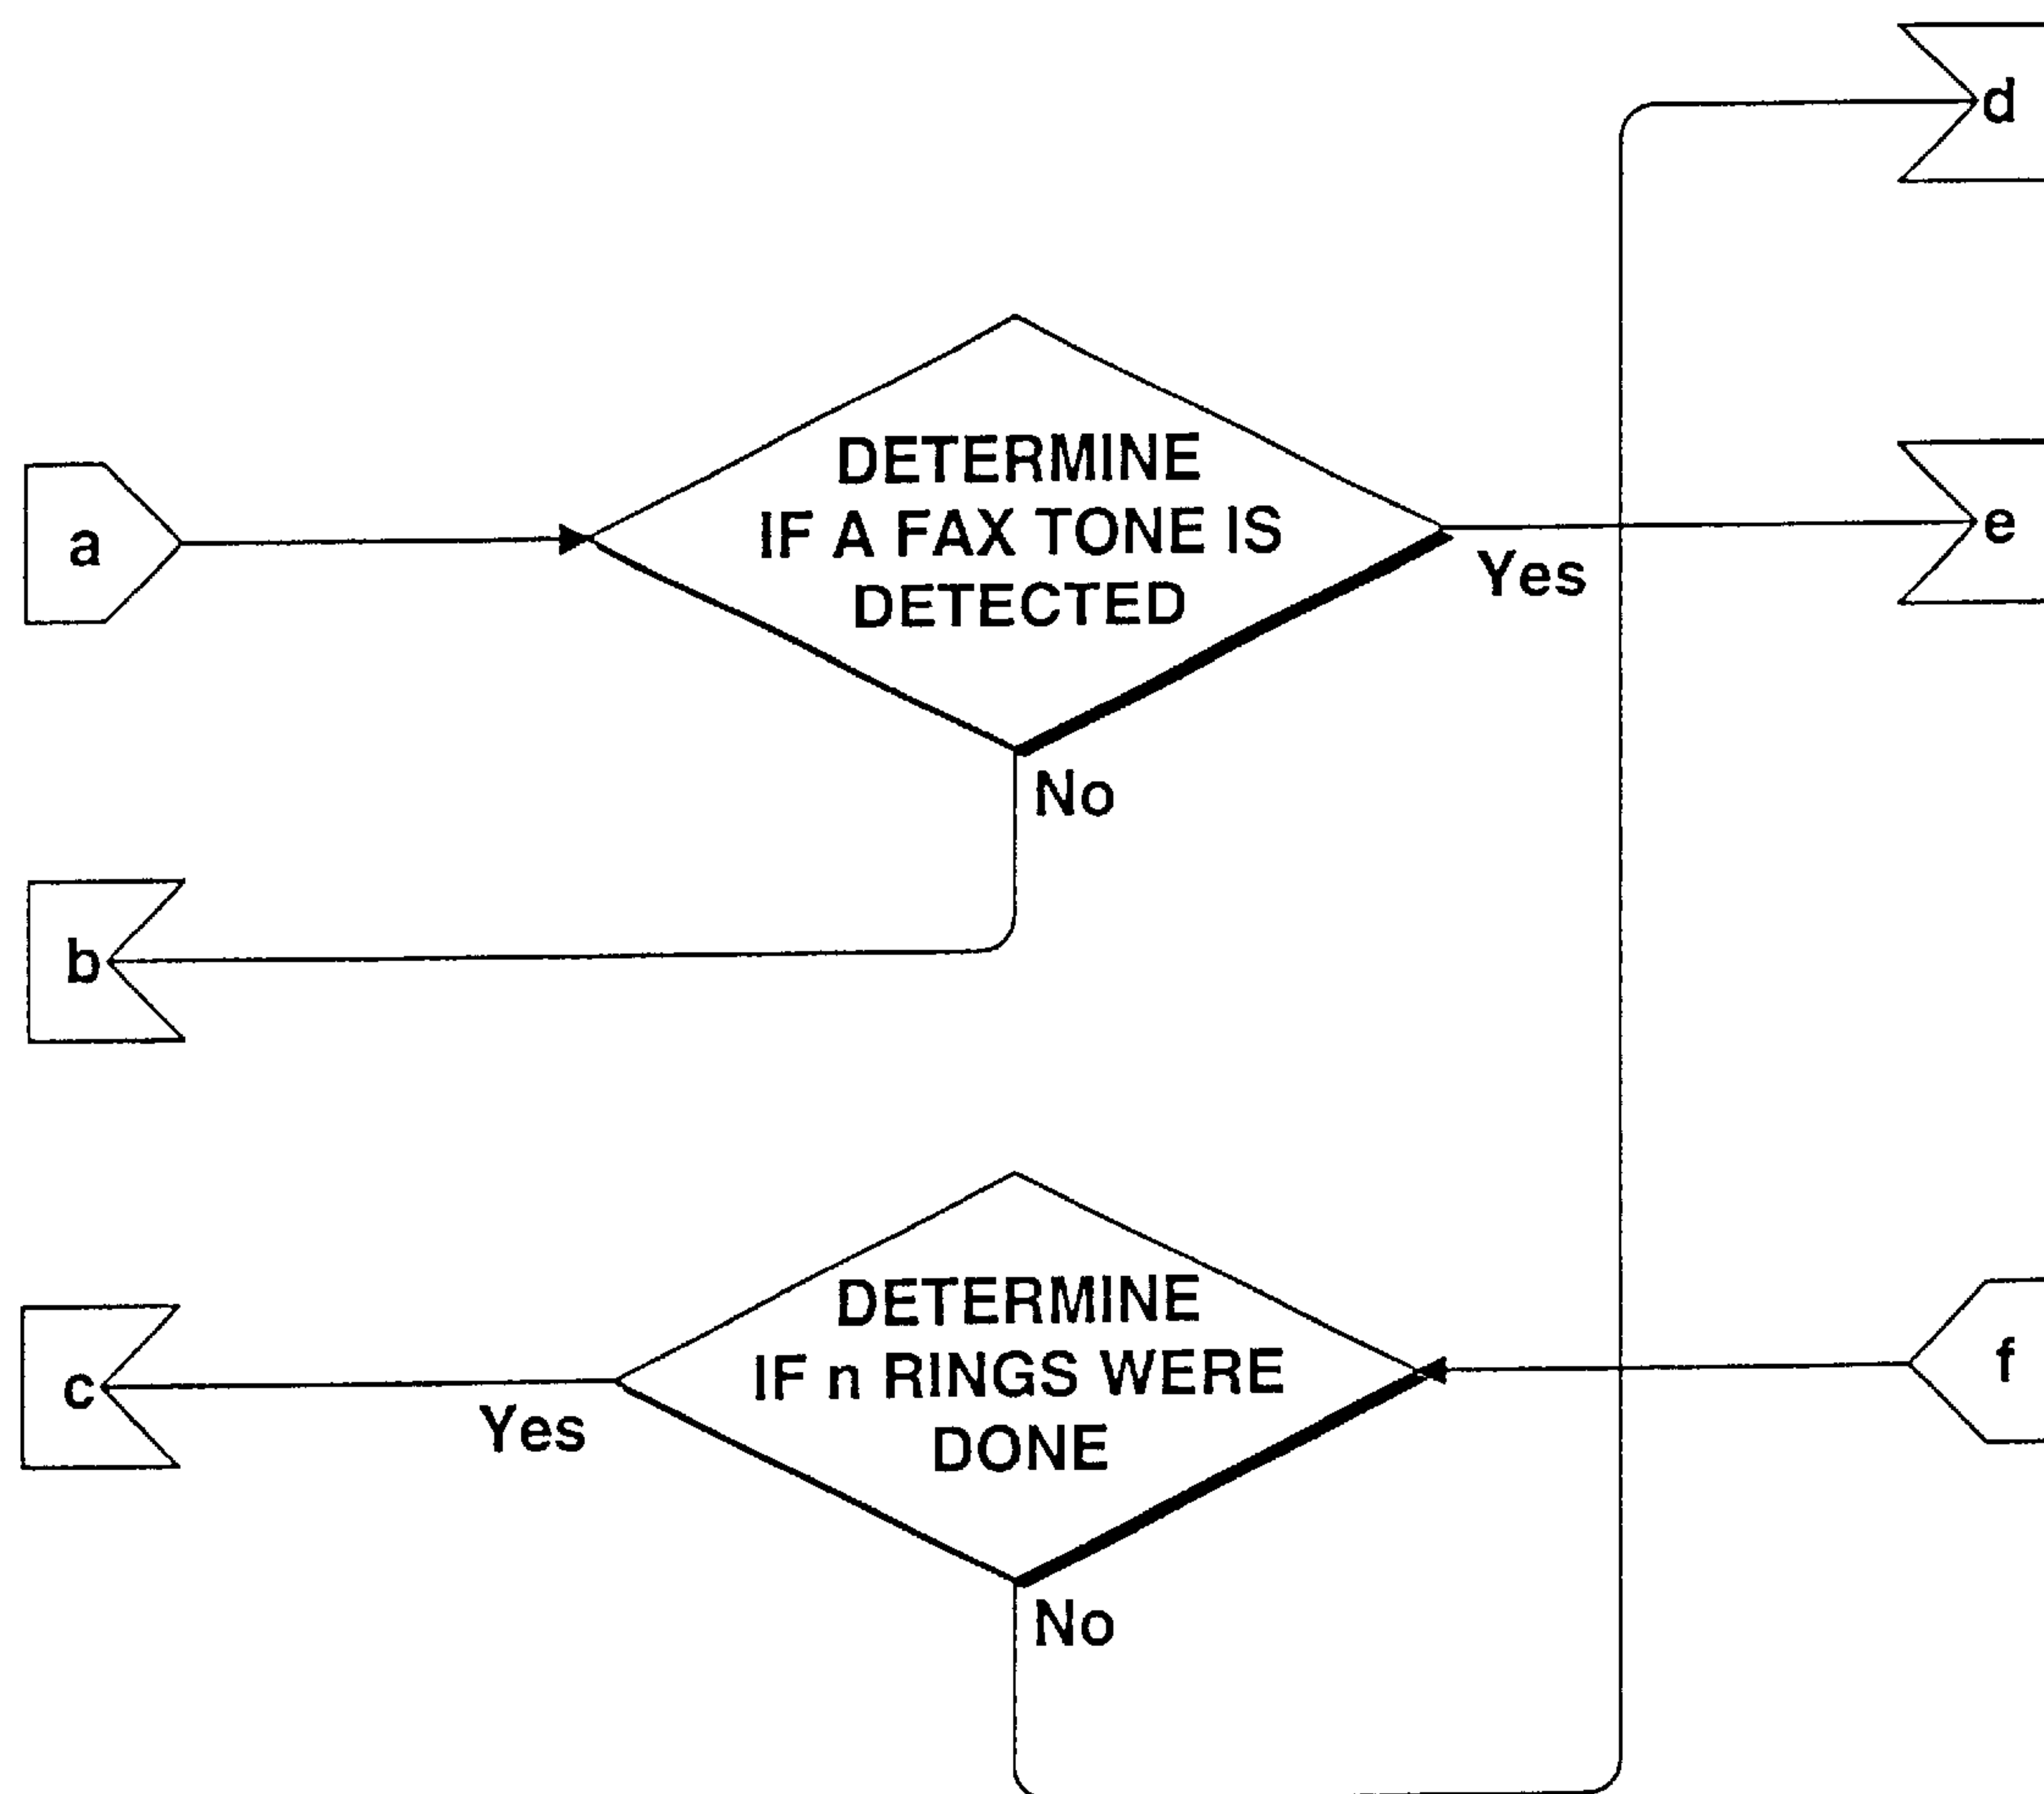 d
DETERMINE
IF A FAX TONE IS
DETECTED
a
e
Yes
No
b
DETERMINE
IF n RINGS WERE
DONE
c
f
Yes
No